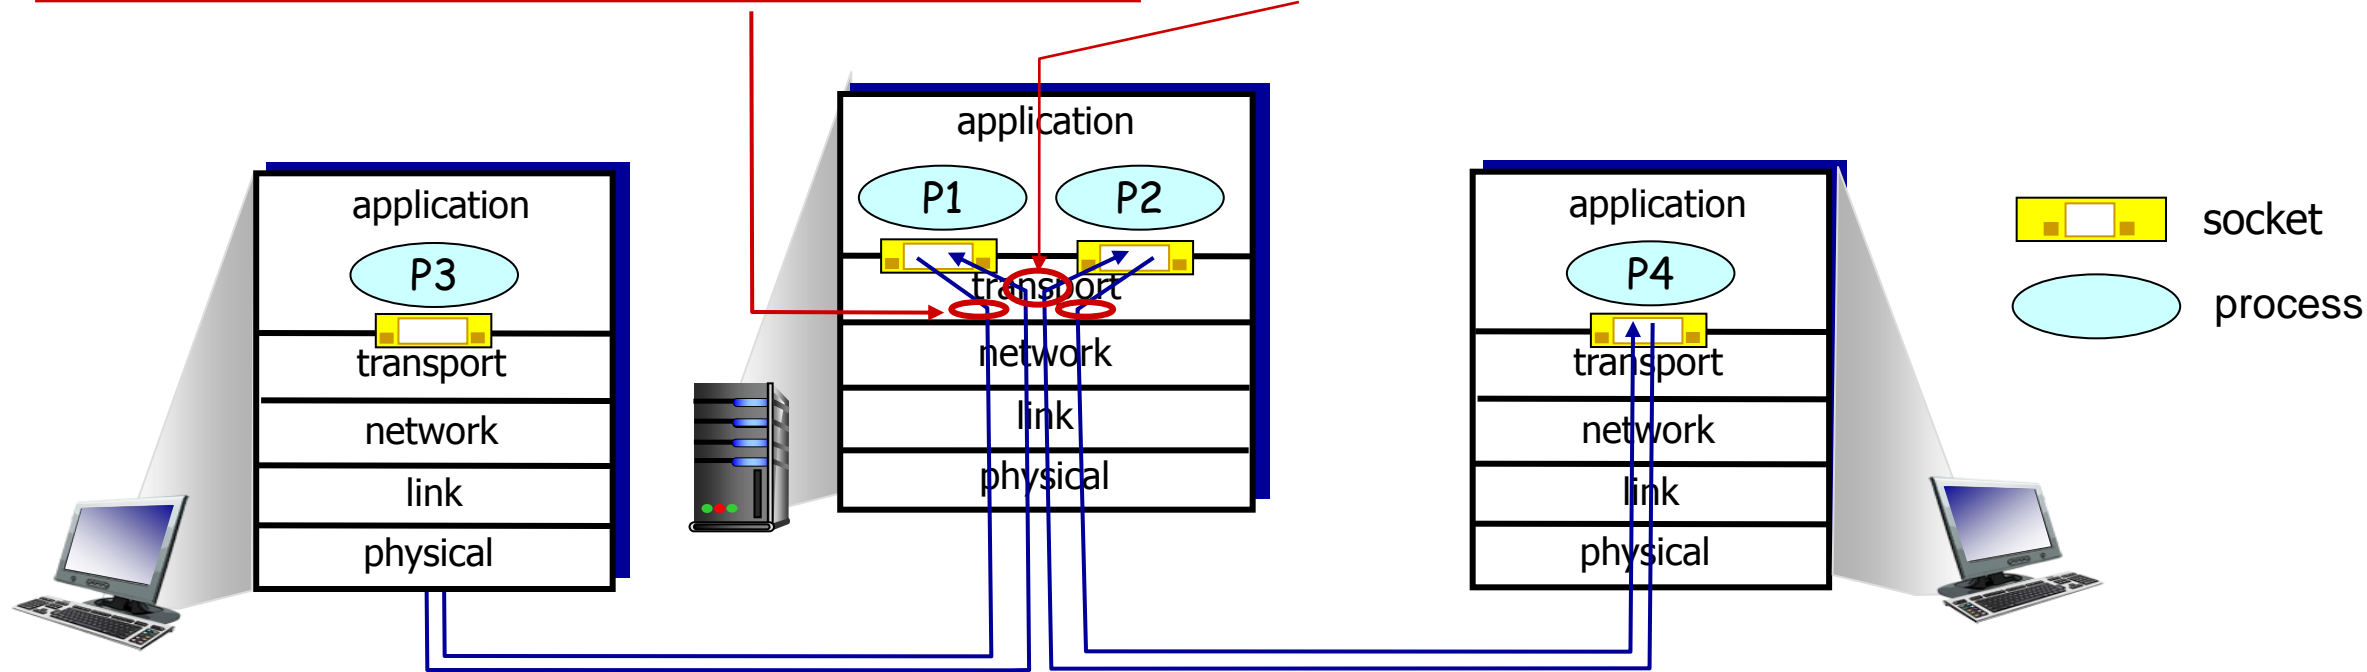 application
P3
transport
network
link
physical
application
P1
P2
transport
network
link
physical
application
P4
transport
network
link
physical
socket
process